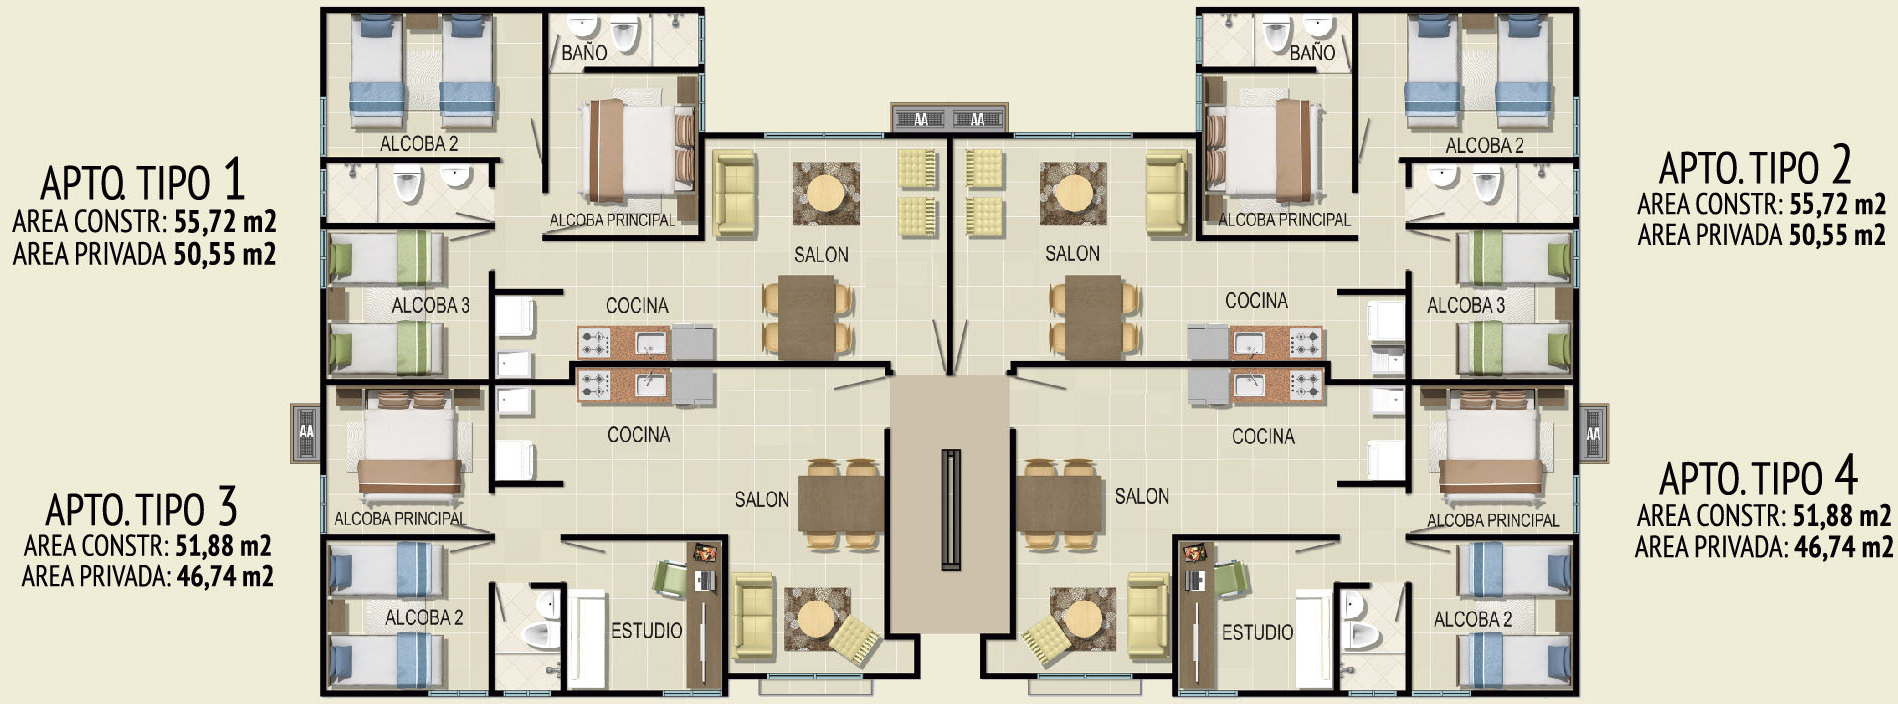 APTO. TIPO 1
AREA CONSTR: 55,72 m2
AREA PRIVADA 50,55 m2
ALCOBA 2
BAÑO
ALCOBA PRINCIPAL
ALCOBA 3
COCINA
SALON
AA
AA
APTO. TIPO 2
AREA CONSTR: 55,72 m2
AREA PRIVADA 50,55 m2
BAÑO
ALCOBA 2
ALCOBA PRINCIPAL
SALON
COCINA
ALCOBA 3
APTO. TIPO 3
AREA CONSTR: 51,88 m2
AREA PRIVADA: 46,74 m2
AA
ALCOBA PRINCIPAL
COCINA
SALON
ALCOBA 2
ESTUDIO
APTO. TIPO 4
AREA CONSTR: 51,88 m2
AREA PRIVADA: 46,74 m2
AA
COCINA
SALON
ALCOBA PRINCIPAL
ESTUDIO
ALCOBA 2